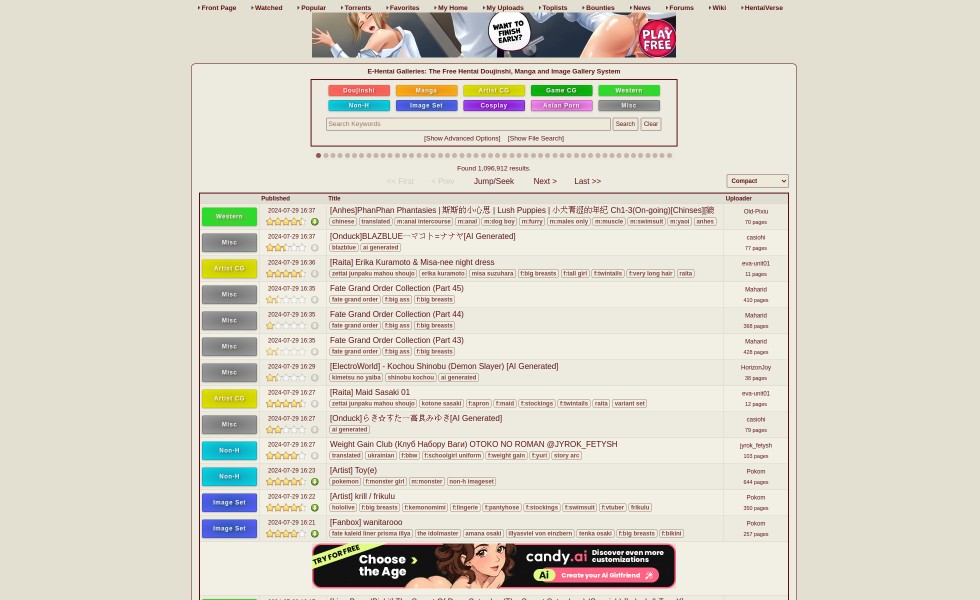 Front Page Watched Popular Torrents Favorites My Home My Uploads Toplists Bounties News Forums Wiki HentaiVerse
WANT TO FINISH EARLY?
PLAY FREE
E-Hentai Galleries: The Free Hentai Doujinshi, Manga and Image Gallery System
Doujinshi Manga Artist CG Game CG Western
Non-H Image Set Cosplay Asian Porn Misc
Search Keywords Search Clear
[Show Advanced Options] [Show File Search]
Found 1,096,912 results.
<< First < Prev Jump/Seek Next > Last >> Compact
Published Title Uploader
Western 2024-07-29 16:37 [Anhes]PhanPhan Phantasies | 斯斯的小心思 | Lush Puppies | Ch1-3(On-going)[Chinses] Old-Pixiu
chinese translated m:anal intercourse m:anal m:dog boy m:furry m:males only m:muscle m:swimsuit m:yaoi anhes 70 pages
Misc 2024-07-29 16:37 [Onduck]BLAZBLUE一マコト=ナナヤ[AI Generated] casiohi
blazblue ai generated 77 pages
Artist CG 2024-07-29 16:36 [Raita] Erika Kuramoto & Misa-nee night dress eva-unit01
zettai junpaku mahou shoujo erika kuramoto misa suzuhara f:big breasts f:tall girl f:twintails f:very long hair raita 11 pages
Misc 2024-07-29 16:35 Fate Grand Order Collection (Part 45) Maharid
fate grand order f:big ass f:big breasts 410 pages
Misc 2024-07-29 16:35 Fate Grand Order Collection (Part 44) Maharid
fate grand order f:big ass f:big breasts 368 pages
Misc 2024-07-29 16:35 Fate Grand Order Collection (Part 43) Maharid
fate grand order f:big ass f:big breasts 428 pages
Misc 2024-07-29 16:29 [ElectroWorld] - Kochou Shinobu (Demon Slayer) [AI Generated] HorizonJoy
kimetsu no yaiba shinobu kochou ai generated 38 pages
Artist CG 2024-07-29 16:27 [Raita] Maid Sasaki 01 eva-unit01
zettai junpaku mahou shoujo kotone sasaki f:apron f:maid f:stockings f:twintails raita variant set 12 pages
Misc 2024-07-29 16:27 [Onduck]らき☆すた一高良みゆき[AI Generated] casiohi
ai generated 79 pages
Non-H 2024-07-29 16:27 Weight Gain Club (Клуб Набору Ваги) OTOKO NO ROMAN @JYROK_FETYSH jyrok_fetysh
translated ukrainian f:bbw f:schoolgirl uniform f:weight gain f:yuri story arc 103 pages
Non-H 2024-07-29 16:23 [Artist] Toy(e) Pokom
pokemon f:monster girl m:monster non-h imageset 644 pages
Image Set 2024-07-29 16:22 [Artist] krill / frikulu Pokom
hololive f:big breasts f:kemonomimi f:lingerie f:pantyhose f:stockings f:swimsuit f:vtuber frikulu 350 pages
Image Set 2024-07-29 16:21 [Fanbox] wanitarooo Pokom
fate kaleid liner prisma illya the idolmaster amana osaki illyasviel von einzbern tenka osaki f:big breasts f:bikini 257 pages
TRY FOR FREE
Choose the Age
candy.ai Discover even more customizations
Ai Create your AI Girlfriend